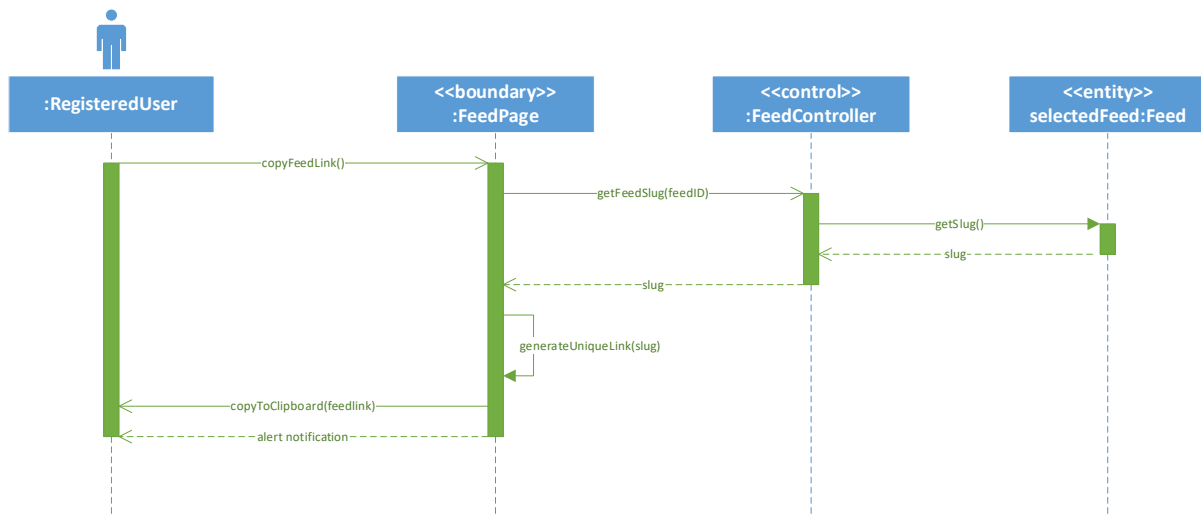 :RegisteredUser
<<boundary>>
:FeedPage
<<control>>
:FeedController
<<entity>>
selectedFeed:Feed
copyFeedLink()
getFeedSlug(feedID)
getSlug()
slug
slug
generateUniqueLink(slug)
copyToClipboard(feedlink)
alert notification